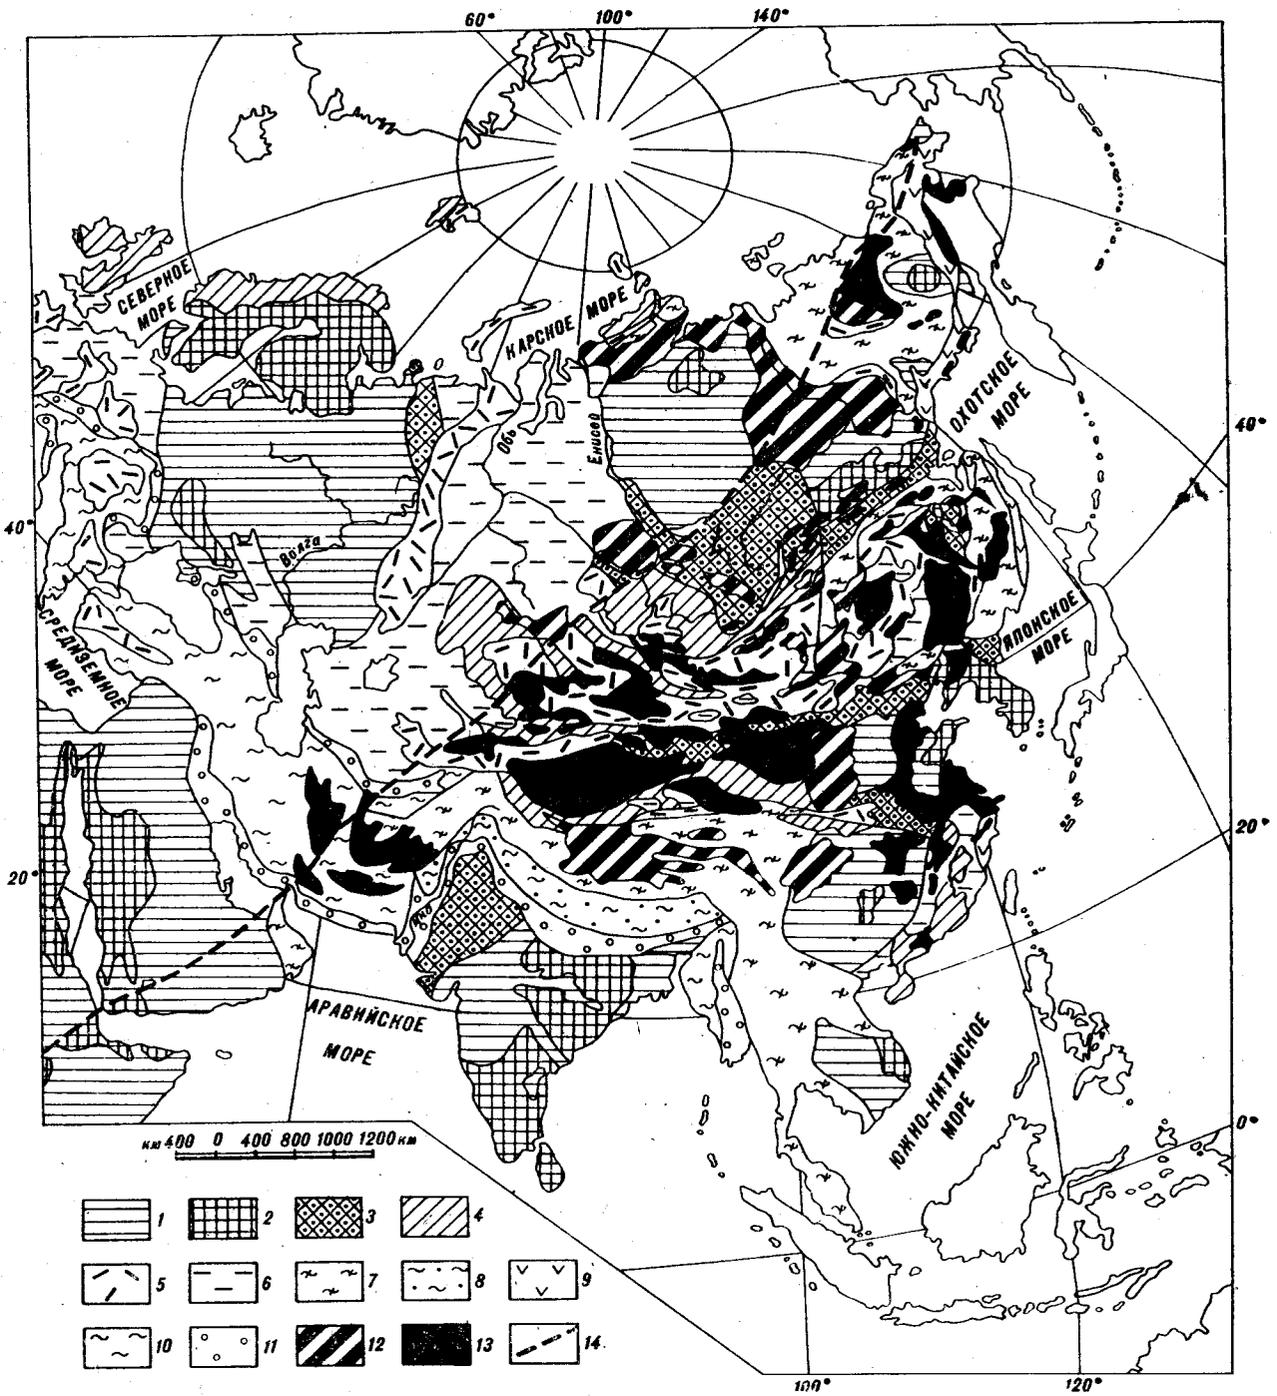 60° 100° 140°
СЕВЕРНОЕ
МОРЕ
КАРСКОЕ МОРЕ
ОХОТСКОЕ
МОРЕ
40°
Обь
Енисей
40°
Волга
СРЕДИЗЕМНОЕ
МОРЕ
ЯПОНСКОЕ
МОРЕ
20°
20°
Инд
АРАВИЙСКОЕ
МОРЕ
ЮЖНО-КИТАЙСКОЕ
МОРЕ
0°
км 400 0 400 800 1000 1200 км
1 2 3 4
5 6 7 8 9
10 11 12 13 14
100° 120°